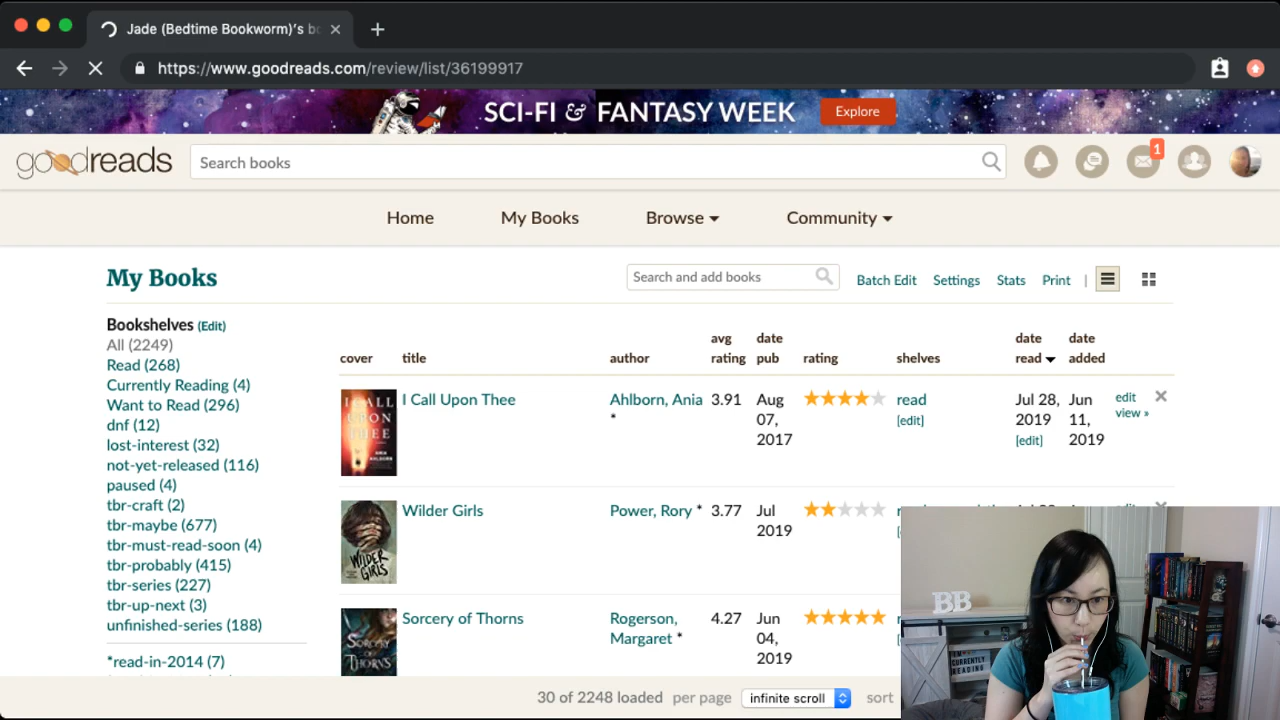 Jade (Bedtime Bookworm)'s bo
https://www.goodreads.com/review/list/36199917
SCI-FI & FANTASY WEEK Explore
goodreads Search books 1
Home My Books Browse Community
My Books Search and add books Batch Edit Settings Stats Print |
Bookshelves (Edit)
All (2249)
Read (268)
Currently Reading (4)
Want to Read (296)
dnf (12)
lost-interest (32)
not-yet-released (116)
paused (4)
tbr-craft (2)
tbr-maybe (677)
tbr-must-read-soon (4)
tbr-probably (415)
tbr-series (227)
tbr-up-next (3)
unfinished-series (188)
*read-in-2014 (7)
cover title author avg rating date pub rating shelves date read date added
I CALL
UPON
THEE
I Call Upon Thee Ahlborn, Ania * 3.91 Aug 07, 2017 read [edit] Jul 28, 2019 [edit] Jun 11, 2019 edit view »
WILDER
GIRLS
Wilder Girls Power, Rory * 3.77 Jul 2019
SORCERY
OF
THORNS
Sorcery of Thorns Rogerson, Margaret * 4.27 Jun 04, 2019
30 of 2248 loaded per page infinite scroll sort
BB
CURRENTLY
READING